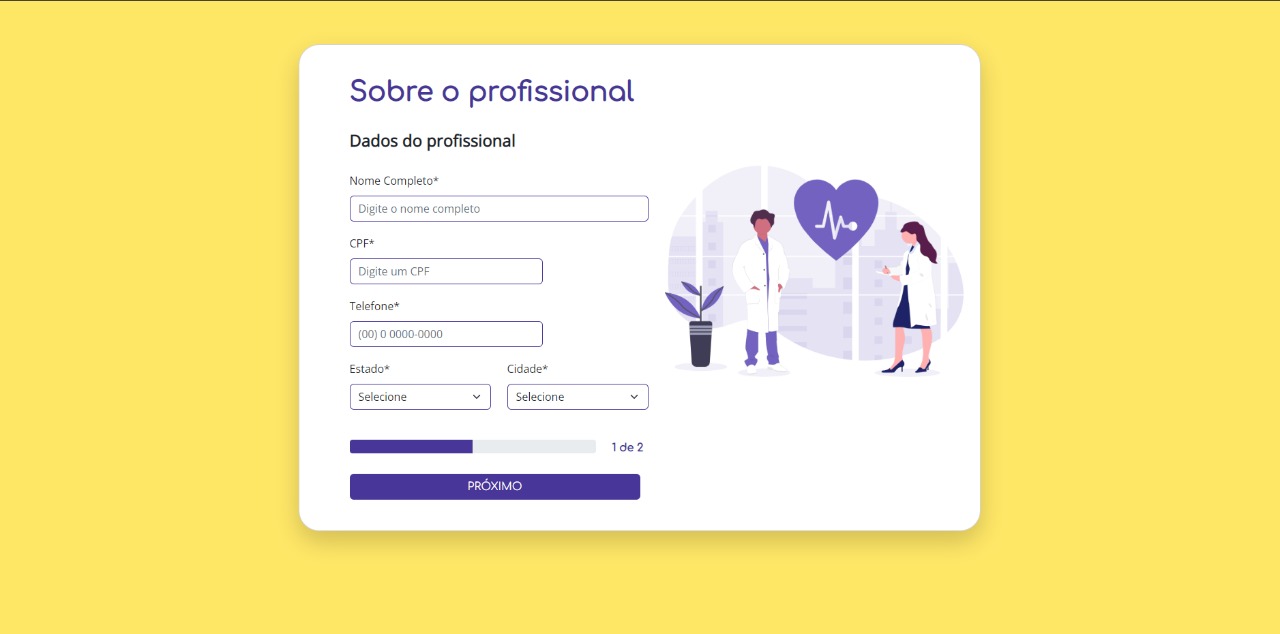 Sobre o profissional
Dados do profissional
Nome Completo*
Digite o nome completo
CPF*
Digite um CPF
Telefone*
(00) 0 0000-0000
Estado* Cidade*
Selecione Selecione
1 de 2
PRÓXIMO